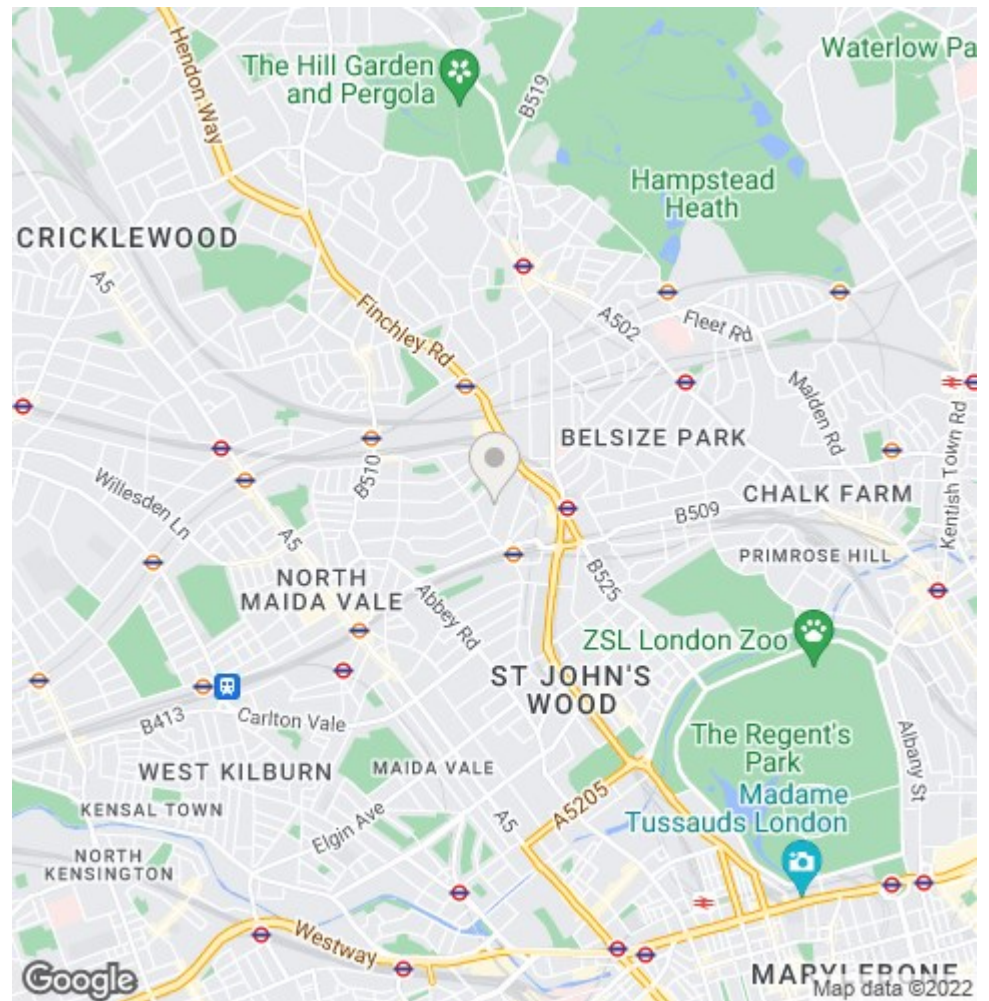 Hendon Way
The Hill Garden
and Pergola
B519
Waterlow Pa
Hampstead
Heath
CRICKLEWOOD
A5
Finchley Rd
A502
Fleet Rd
Malden Rd
Kentish Town Rd
BELSIZE PARK
B510
Willesden Ln
CHALK FARM
B509
A5
PRIMROSE HILL
NORTH
MAIDA VALE
Abbey Rd
B525
ZSL London Zoo
ST JOHN'S
WOOD
B413
Carlton Vale
The Regent's
Park
Albany St
WEST KILBURN
MAIDA VALE
Madame
Tussauds London
KENSAL TOWN
Elgin Ave
A5
A5205
NORTH
KENSINGTON
Westway
MARYLEBONE
Google
Map data ©2022